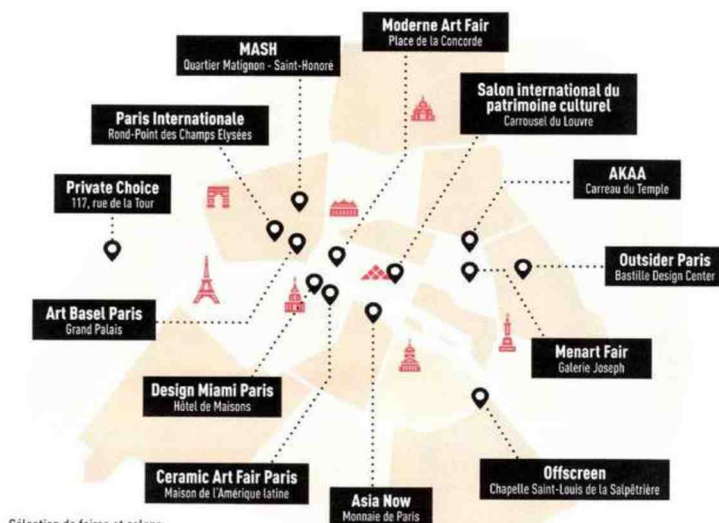 Moderne Art Fair
Place de la Concorde
MASH
Quartier Matignon - Saint-Honoré
Salon international du
patrimoine culturel
Carrousel du Louvre
Paris Internationale
Rond-Point des Champs Elysées
AKAA
Carreau du Temple
Private Choice
117, rue de la Tour
Outsider Paris
Bastille Design Center
Art Basel Paris
Grand Palais
Menart Fair
Galerie Joseph
Design Miami Paris
Hôtel de Maisons
Ceramic Art Fair Paris
Maison de l'Amérique latine
Offscreen
Chapelle Saint-Louis de la Salpêtrière
Asia Now
Monnaie de Paris
Sélection de foires et salons